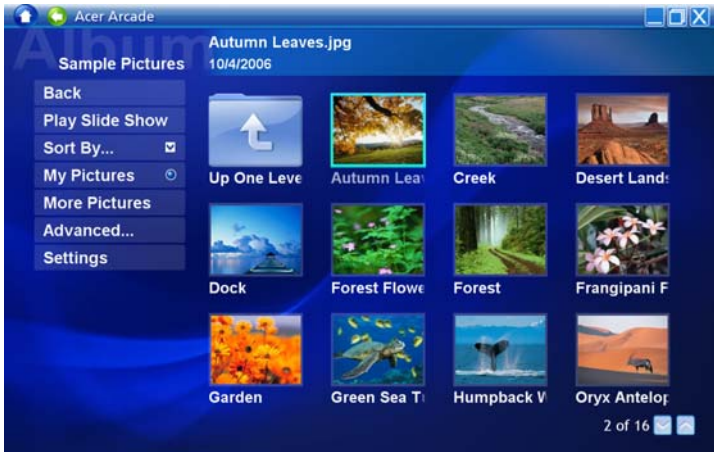 Acer Arcade
Album
Autumn Leaves.jpg
Sample Pictures
10/4/2006
Back
Play Slide Show
Sort By...
My Pictures
More Pictures
Advanced...
Settings
Up One Leve
Autumn Lea
Creek
Desert Lands
Dock
Forest Flowe
Forest
Frangipani F
Garden
Green Sea T
Humpback W
Oryx Antelop
2 of 16